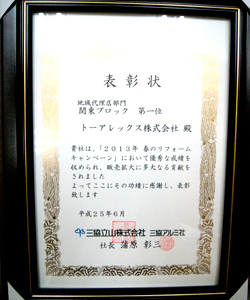 表彰状
地域代理店部門
関東ブロック 第一位
トーアレックス株式会社 殿
貴社は、「2013年 春のリフォーム
キャンペーン」において優秀な成績を
収められ、販売拡大に多大なる貢献を
されました
よってここにその功績に感謝し、表彰
致します
平成25年6月
三協立山株式会社 三協アルミ社
社長 蒲原 彰三